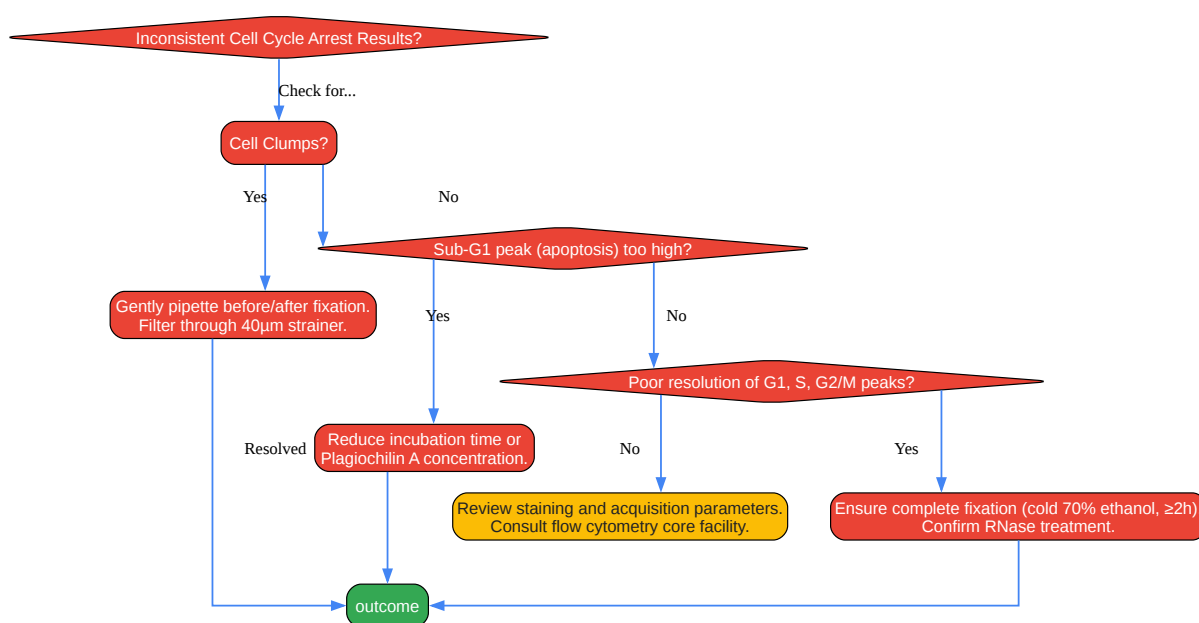 Inconsistent Cell Cycle Arrest Results?
Check for...
Cell Clumps?
Yes
No
Sub-G1 peak (apoptosis) too high?
Gently pipette before/after fixation.
Filter through 40µm strainer.
Yes
No
Poor resolution of G1, S, G2/M peaks?
Resolved
Reduce incubation time or
Plagiochilin A concentration.
No
Yes
Review staining and acquisition parameters.
Consult flow cytometry core facility.
Ensure complete fixation (cold 70% ethanol, ≥2h)
Confirm RNase treatment.
outcome